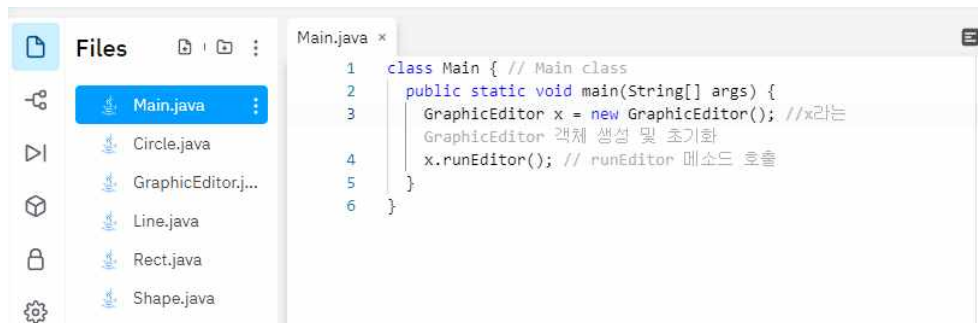 Files
Main.java
Circle.java
GraphicEditor.j...
Line.java
Rect.java
Shape.java
Main.java ×
1 class Main { // Main class
2 public static void main(String[] args) {
3 GraphicEditor x = new GraphicEditor(); //x라는
GraphicEditor 객체 생성 및 초기화
4 x.runEditor(); // runEditor 메소드 호출
5 }
6 }